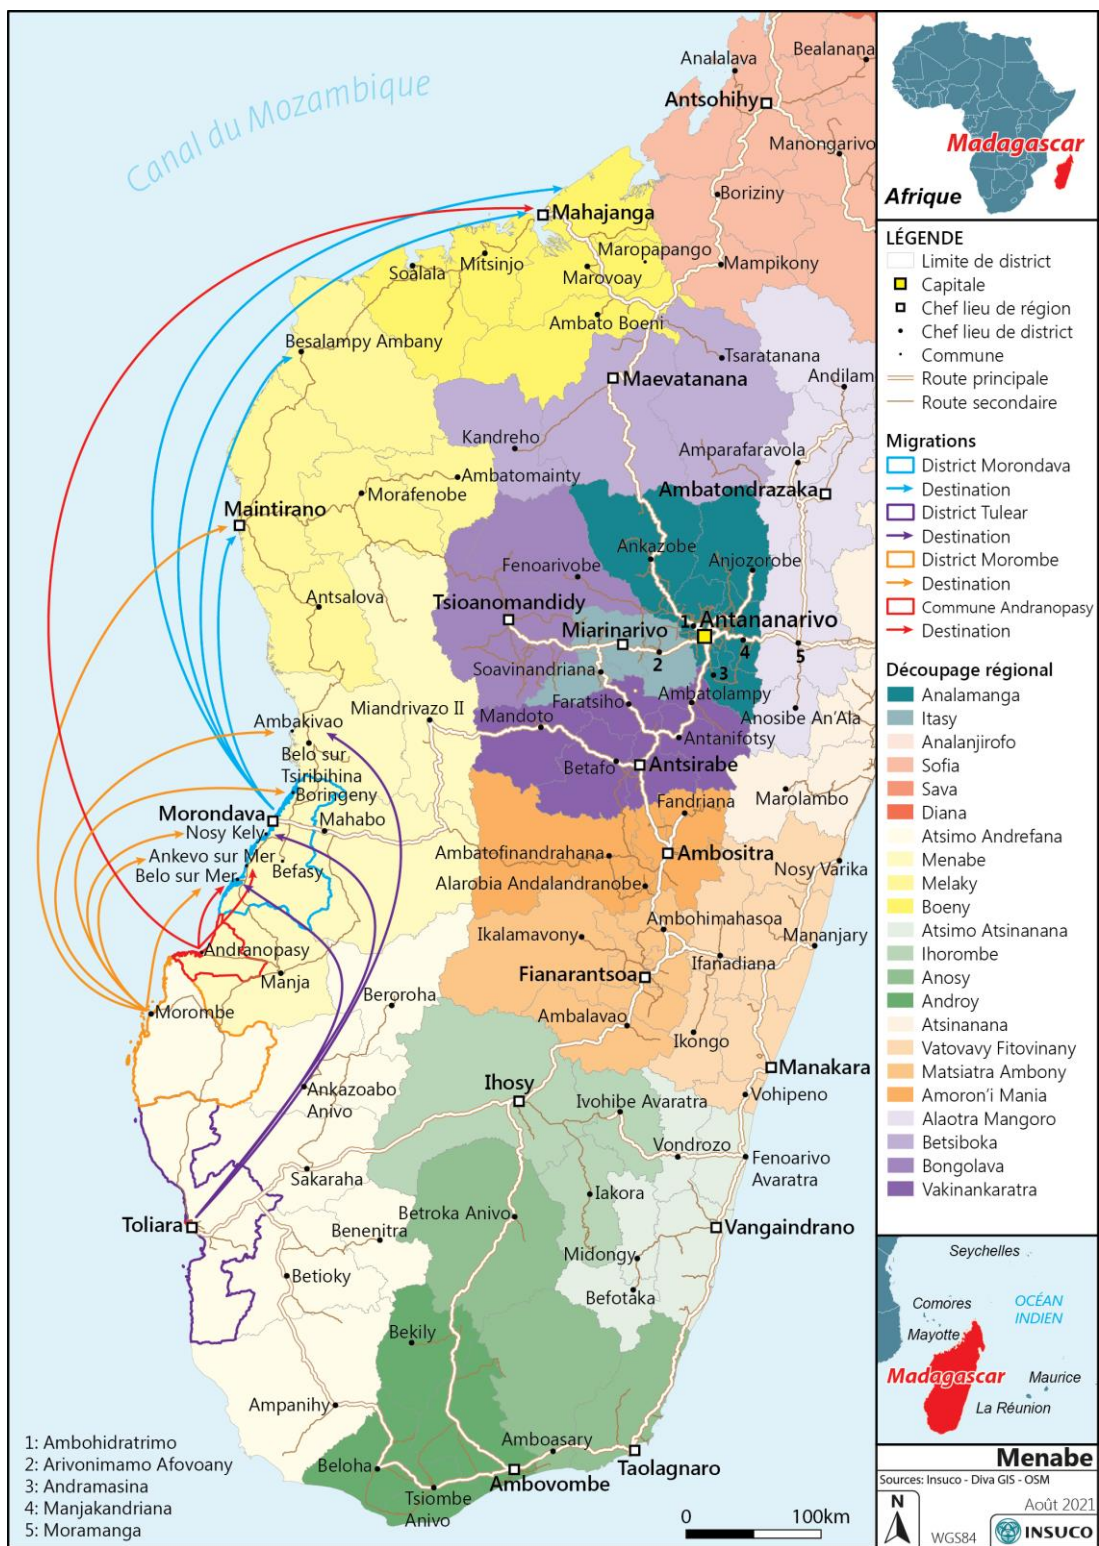 Canal du Mozambique
Analalava
Bealanana
Antsohihy
Manongarivo
Boriziny
Mahajanga
Maropapango
Mampikony
Mitsinjo
Soalala
Marovoay
Ambato Boeni
Besalampy Ambany
Tsaratanana
Maevatanana
Andilam
Kandreho
Amparafaravola
Ambatomainty
Ambatondrazaka
Morafenobe
Maintirano
Ankazobe
Anjozorobe
Fenoarivobe
Antsalova
Tsioanomandidy
1
Antananarivo
Miarinarivo
2
4
5
Soavinandriana
3
Ambatolampy
Miandrivazo II
Faratsiho
Anosibe An'Ala
Ambakivao
Mandoto
Antanifotsy
Belo sur
Tsiribihina
Betafo
Antsirabe
Boringeny
Marolambo
Morondava
Fandriana
Nosy Kely
Mahabo
Ankevo sur Mer
Ambatofinandrahana
Ambositra
Belo sur Mer
Befasy
Nosy Varika
Alarobia Andalandranobe
Ambohimahasoa
Ikalamavony
Mananjary
Andranopasy
Ifanadiana
Manja
Fianarantsoa
Beroroha
Morombe
Ambalavao
Ikongo
Manakara
Ankazoabo
Anivo
Ihosy
Vohipeno
Ivohibe Avaratra
Vondrozo
Fenoarivo
Avaratra
Sakaraha
Iakora
Betroka Anivo
Toliara
Vangaindrano
Benenitra
Midongy
Betioky
Befotaka
Bekily
Ampanihy
Amboasary
Beloha
Ambovombe
Taolagnaro
Tsiombe
Anivo
1: Ambohidratrimo
2: Arivonimamo Afovoany
3: Andramasina
4: Manjakandriana
5: Moramanga
0
100km
Madagascar
Afrique
LÉGENDE
Limite de district
Capitale
Chef lieu de région
Chef lieu de district
Commune
Route principale
Route secondaire
Migrations
District Morondava
Destination
District Tulear
Destination
District Morombe
Destination
Commune Andranopasy
Destination
Découpage régional
Analamanga
Itasy
Analanjirofo
Sofia
Sava
Diana
Atsimo Andrefana
Menabe
Melaky
Boeny
Atsimo Atsinanana
Ihorombe
Anosy
Androy
Atsinanana
Vatovavy Fitovinany
Matsiatra Ambony
Amoron'i Mania
Alaotra Mangoro
Betsiboka
Bongolava
Vakinankaratra
Seychelles
Comores
OCÉAN
INDIEN
Mayotte
Madagascar
Maurice
La Réunion
Menabe
Sources: Insuco - Diva GIS - OSM
N
Août 2021
WGS84
INSUCO